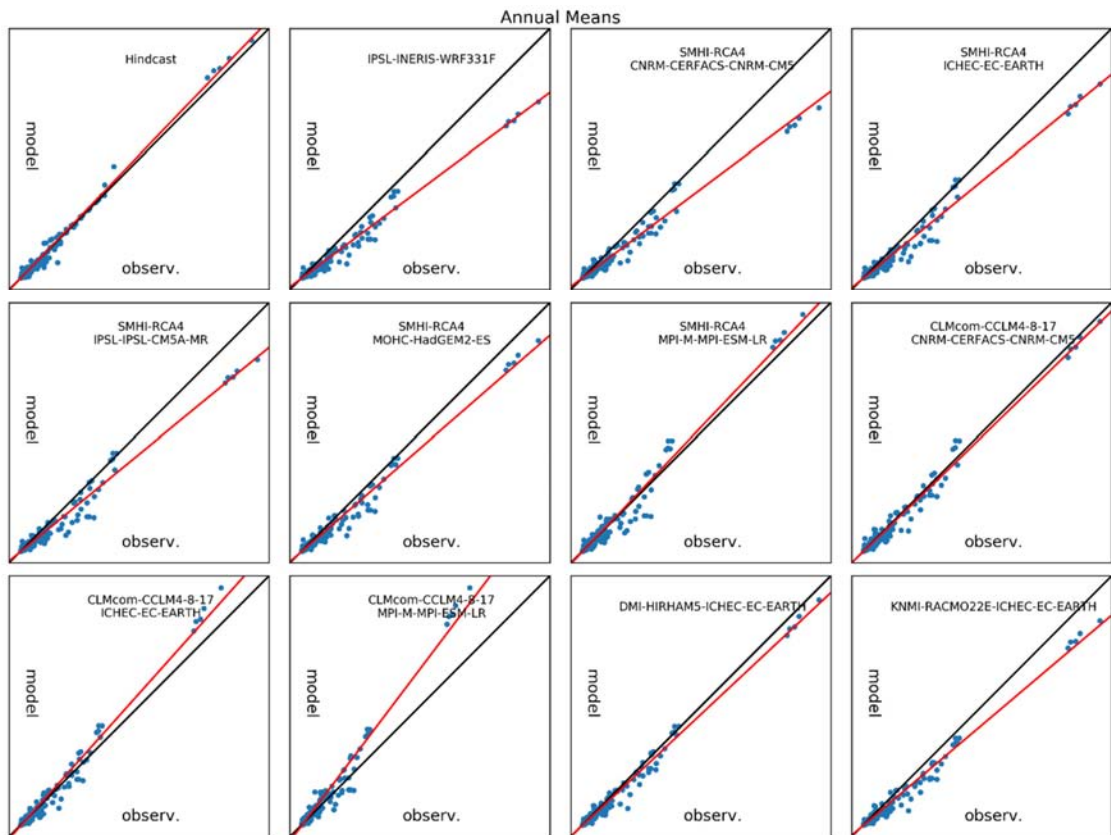 Annual Means
Hindcast
model
observ.
IPSL-INERIS-WRF331F
model
observ.
SMHI-RCA4
CNRM-CERFACS-CNRM-CM5
model
observ.
SMHI-RCA4
ICHEC-EC-EARTH
model
observ.
SMHI-RCA4
IPSL-IPSL-CM5A-MR
model
observ.
SMHI-RCA4
MOHC-HadGEM2-ES
model
observ.
SMHI-RCA4
MPI-M-MPI-ESM-LR
model
observ.
CLMcom-CCLM4-8-17
CNRM-CERFACS-CNRM-CM5
model
observ.
CLMcom-CCLM4-8-17
ICHEC-EC-EARTH
model
observ.
CLMcom-CCLM4-8-17
MPI-M-MPI-ESM-LR
model
observ.
DMI-HIRHAM5-ICHEC-EC-EARTH
model
observ.
KNMI-RACMO22E-ICHEC-EC-EARTH
model
observ.